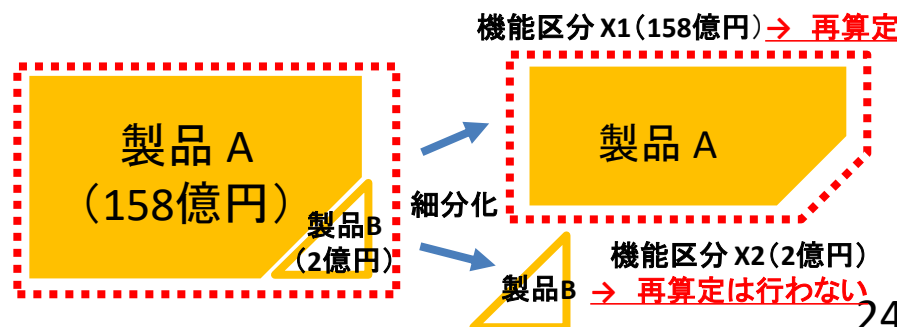 機能区分 X1(158億円)→ 再算定
製品 A
(158億円)
製品B
(2億円)
細分化
製品 A
機能区分 X2(2億円)
製品B
→ 再算定は行わない
24